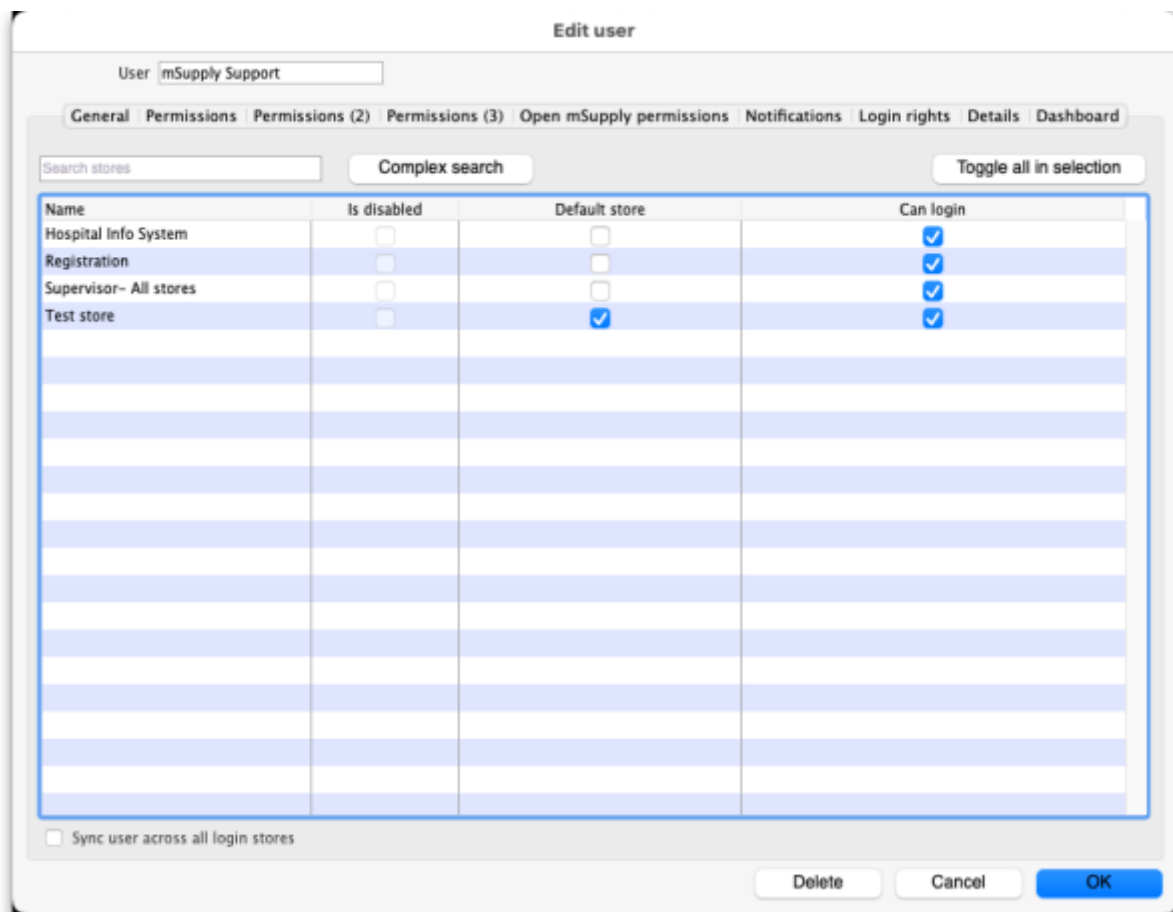 Edit user
User mSupply Support
General Permissions Permissions (2) Permissions (3) Open mSupply permissions Notifications Login rights Details Dashboard
Search stores Complex search Toggle all in selection
Name Is disabled Default store Can login
Hospital Info System
Registration
Supervisor- All stores
Test store
Sync user across all login stores
Delete Cancel OK